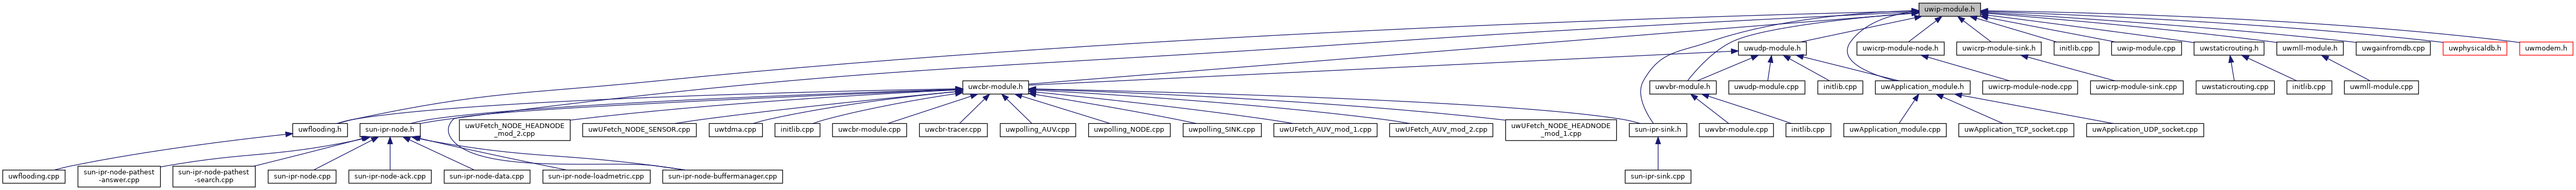 uwip-module.h
uwudp-module.h
uwicrp-module-node.h
uwicrp-module-sink.h
initlib.cpp
uwip-module.cpp
uwstaticrouting.h
uwmll-module.h
uwgainfromdb.cpp
uwphysicaldb.h
uwmodem.h
uwcbr-module.h
uwvbr-module.h
uwudp-module.cpp
initlib.cpp
uwApplication_module.h
uwicrp-module-node.cpp
uwicrp-module-sink.cpp
uwstaticrouting.cpp
initlib.cpp
uwmll-module.cpp
uwflooding.h
sun-ipr-node.h
uwUFetch_NODE_HEADNODE
_mod_2.cpp
uwUFetch_NODE_SENSOR.cpp
uwtdma.cpp
initlib.cpp
uwcbr-module.cpp
uwcbr-tracer.cpp
uwpolling_AUV.cpp
uwpolling_NODE.cpp
uwpolling_SINK.cpp
uwUFetch_AUV_mod_1.cpp
uwUFetch_AUV_mod_2.cpp
uwUFetch_NODE_HEADNODE
_mod_1.cpp
sun-ipr-sink.h
uwvbr-module.cpp
initlib.cpp
uwApplication_module.cpp
uwApplication_TCP_socket.cpp
uwApplication_UDP_socket.cpp
uwflooding.cpp
sun-ipr-node-pathest
-answer.cpp
sun-ipr-node-pathest
-search.cpp
sun-ipr-node.cpp
sun-ipr-node-ack.cpp
sun-ipr-node-data.cpp
sun-ipr-node-loadmetric.cpp
sun-ipr-node-buffermanager.cpp
sun-ipr-sink.cpp